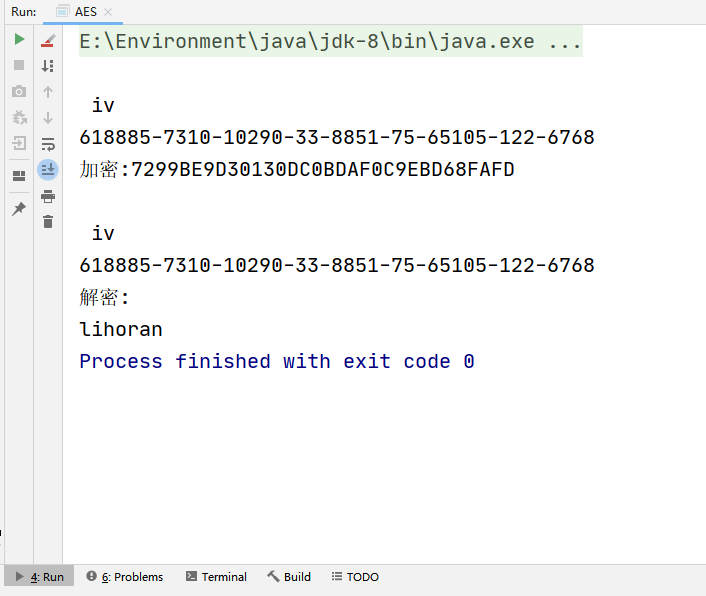 Run: AES
E:\Environment\java\jdk-8\bin\java.exe ...
iv
618885-7310-10290-33-8851-75-65105-122-6768
加密:7299BE9D30130DC0BDAF0C9EBD68FAFD
iv
618885-7310-10290-33-8851-75-65105-122-6768
解密:
lihoran
Process finished with exit code 0
4: Run 6: Problems Terminal Build TODO